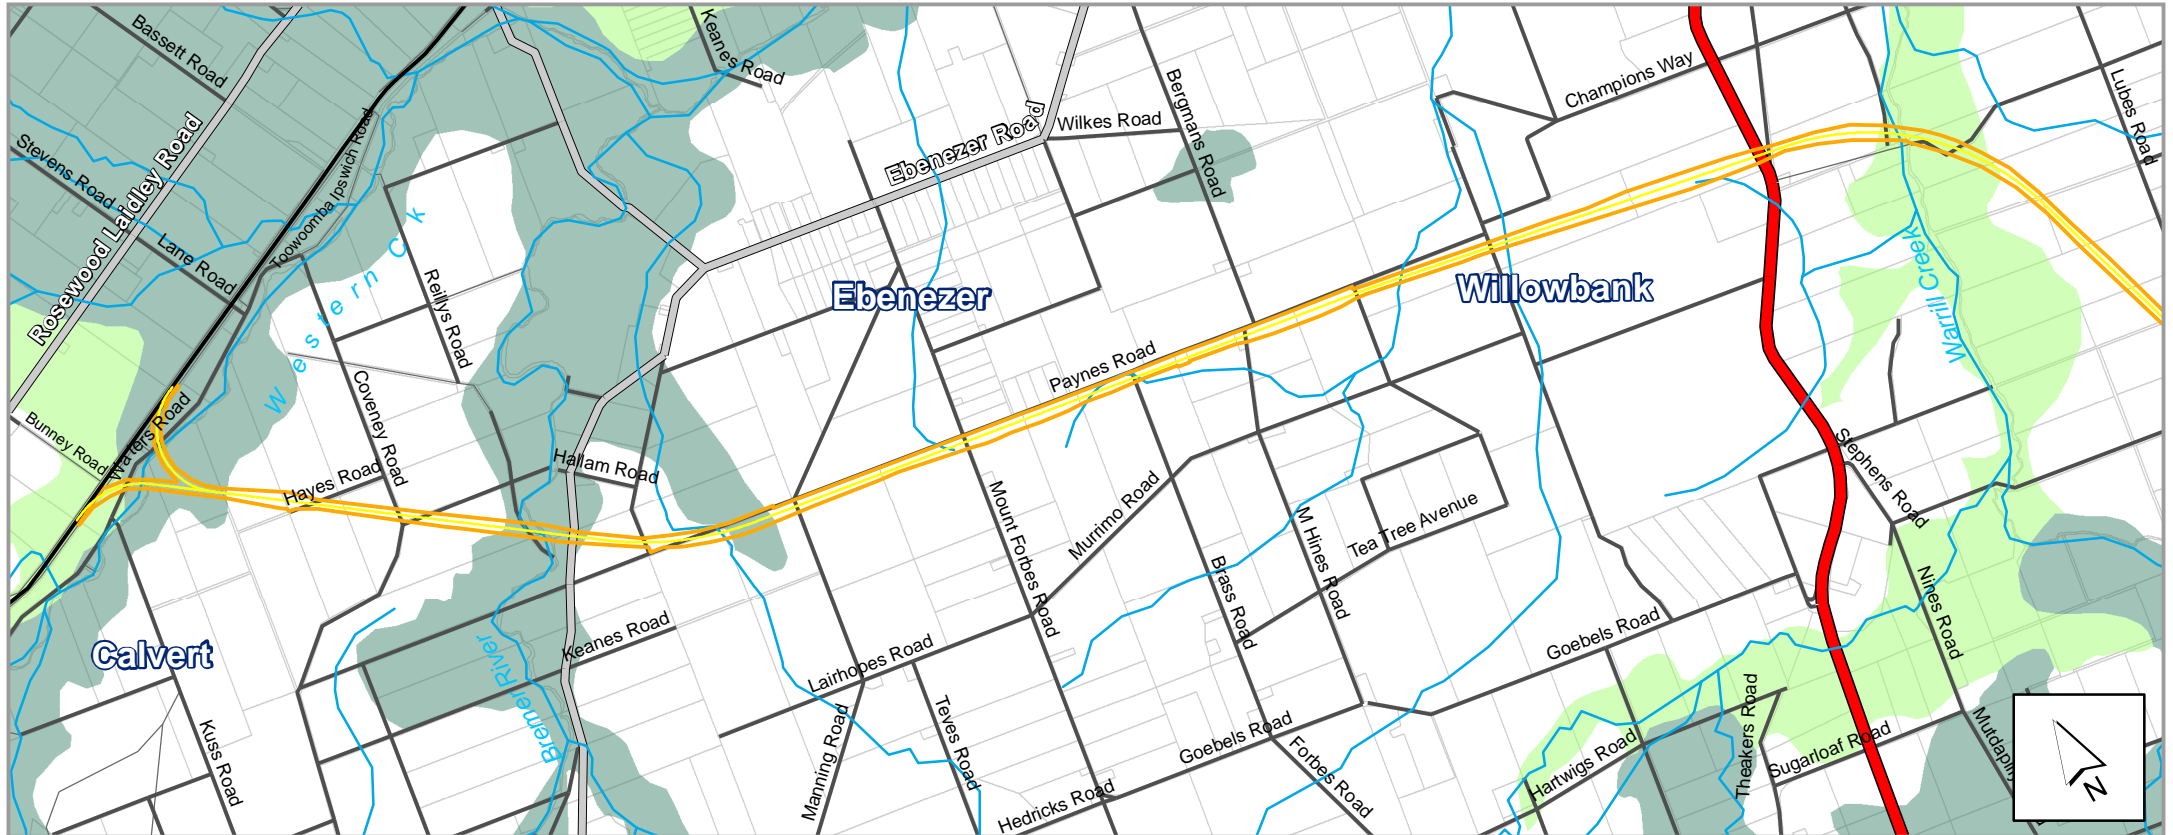 Bassett Road
Keanes Road
Champions Way
Bergmans Road
Lubes Road
Ebenezer Road
Wilkes Road
Stevens Road
Rosewood Laidley Road
Toowoomba Ipswich Road
Lane Road
Western Ck
Reillys Road
Ebenezer
Willowbank
Warrill Creek
Paynes Road
Coveney Road
Waters Road
Bunney Road
Hayes Road
Hallam Road
Stephens Road
Mount Forbes Road
Murrimo Road
M Hines Road
Tea Tree Avenue
Brass Road
Nines Road
Calvert
Bremer River
Keanes Road
Lairhopes Road
Goebels Road
Kuss Road
Manning Road
Teves Road
Goebels Road
Forbes Road
Hedricks Road
Hartwigs Road
Theakers Road
Sugarloaf Road
N